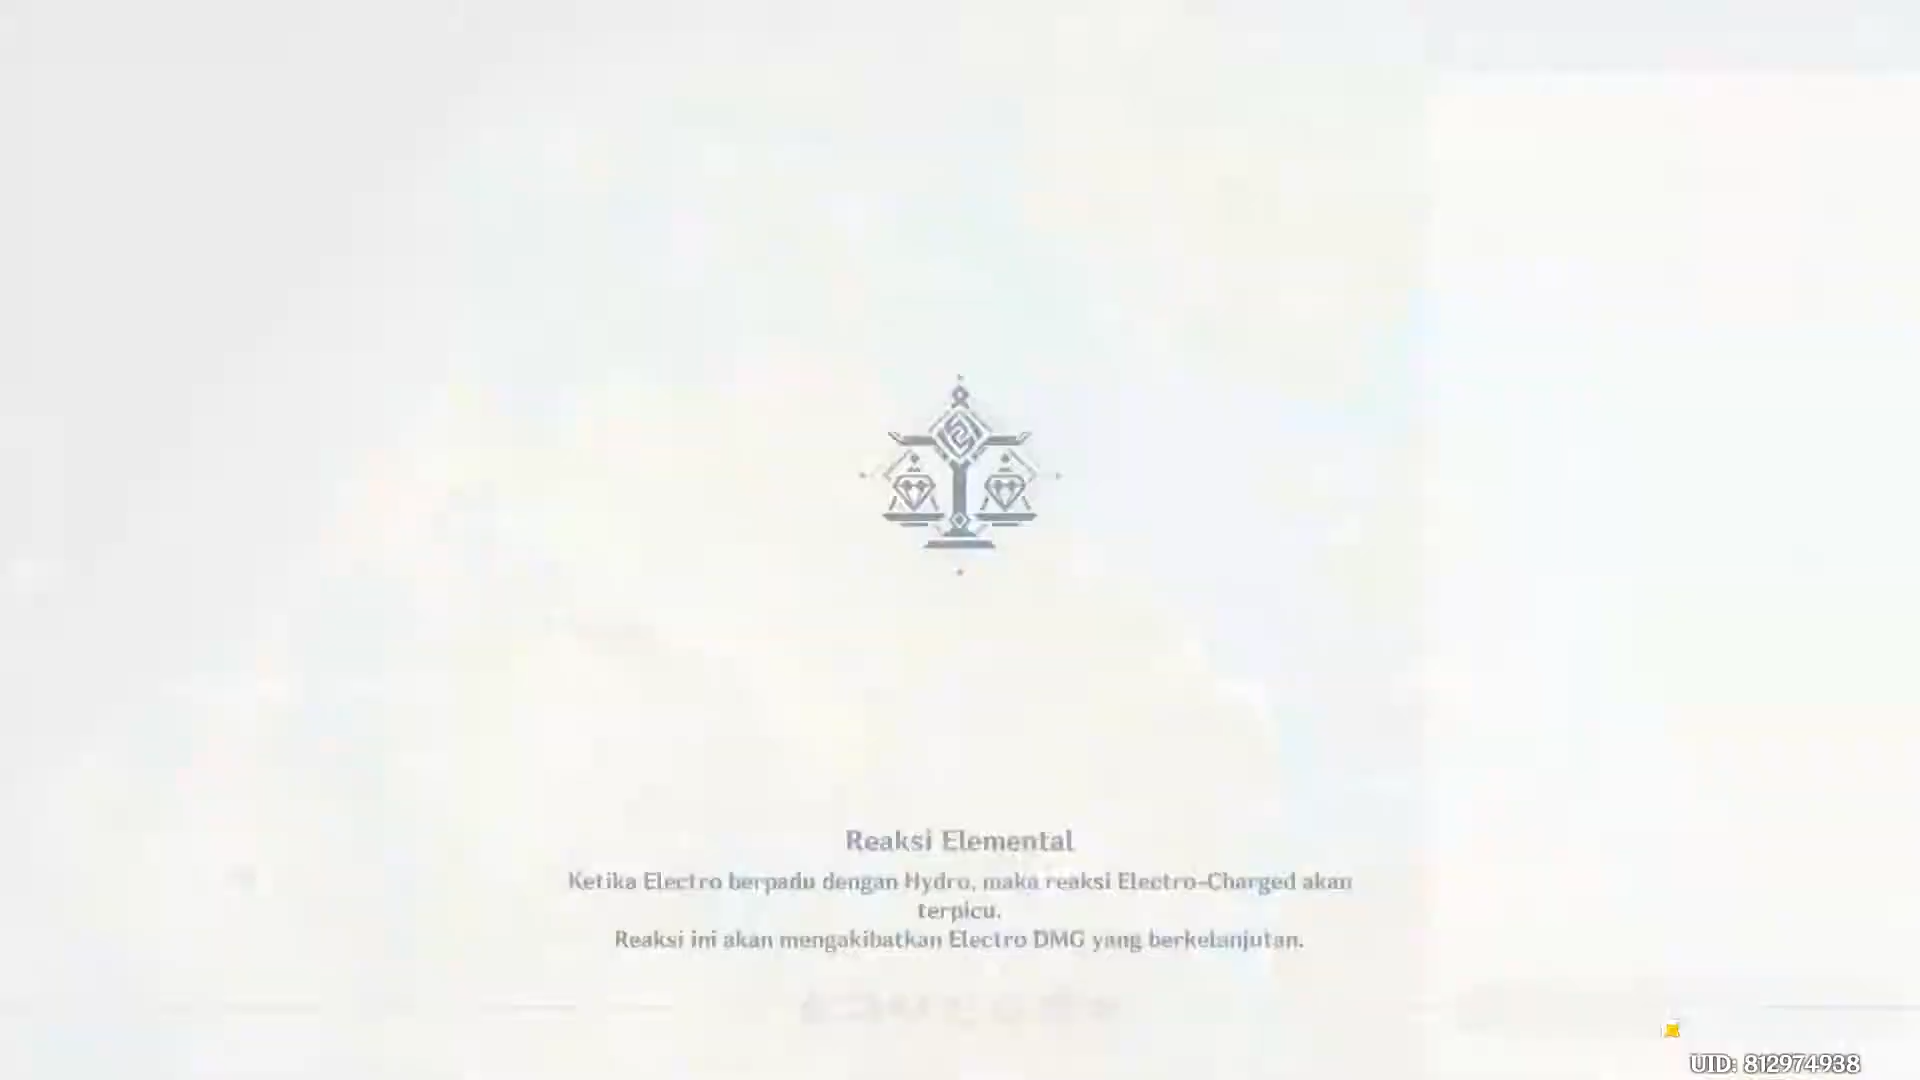 Reaksi Elemental
Ketika Electro berpadu dengan Hydro, maka reaksi Electro-Charged akan
terpicu.
Reaksi ini akan mengakibatkan Electro DMG yang berkelanjutan.
UID: 812974938